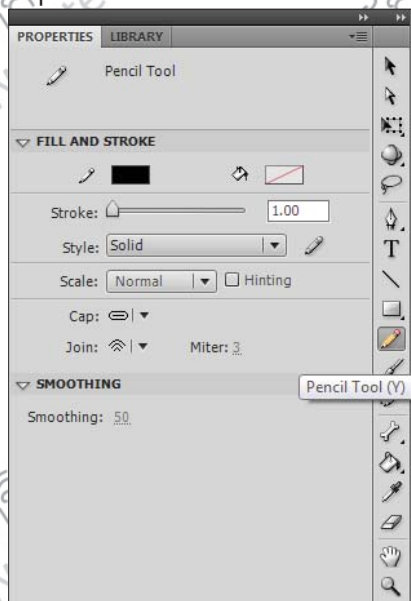 PROPERTIES LIBRARY
Pencil Tool
FILL AND STROKE
Stroke: 1.00
Style: Solid
Scale: Normal Hinting
Cap:
Join: Miter: 3
SMOOTHING
Pencil Tool (Y)
Smoothing: 50
T